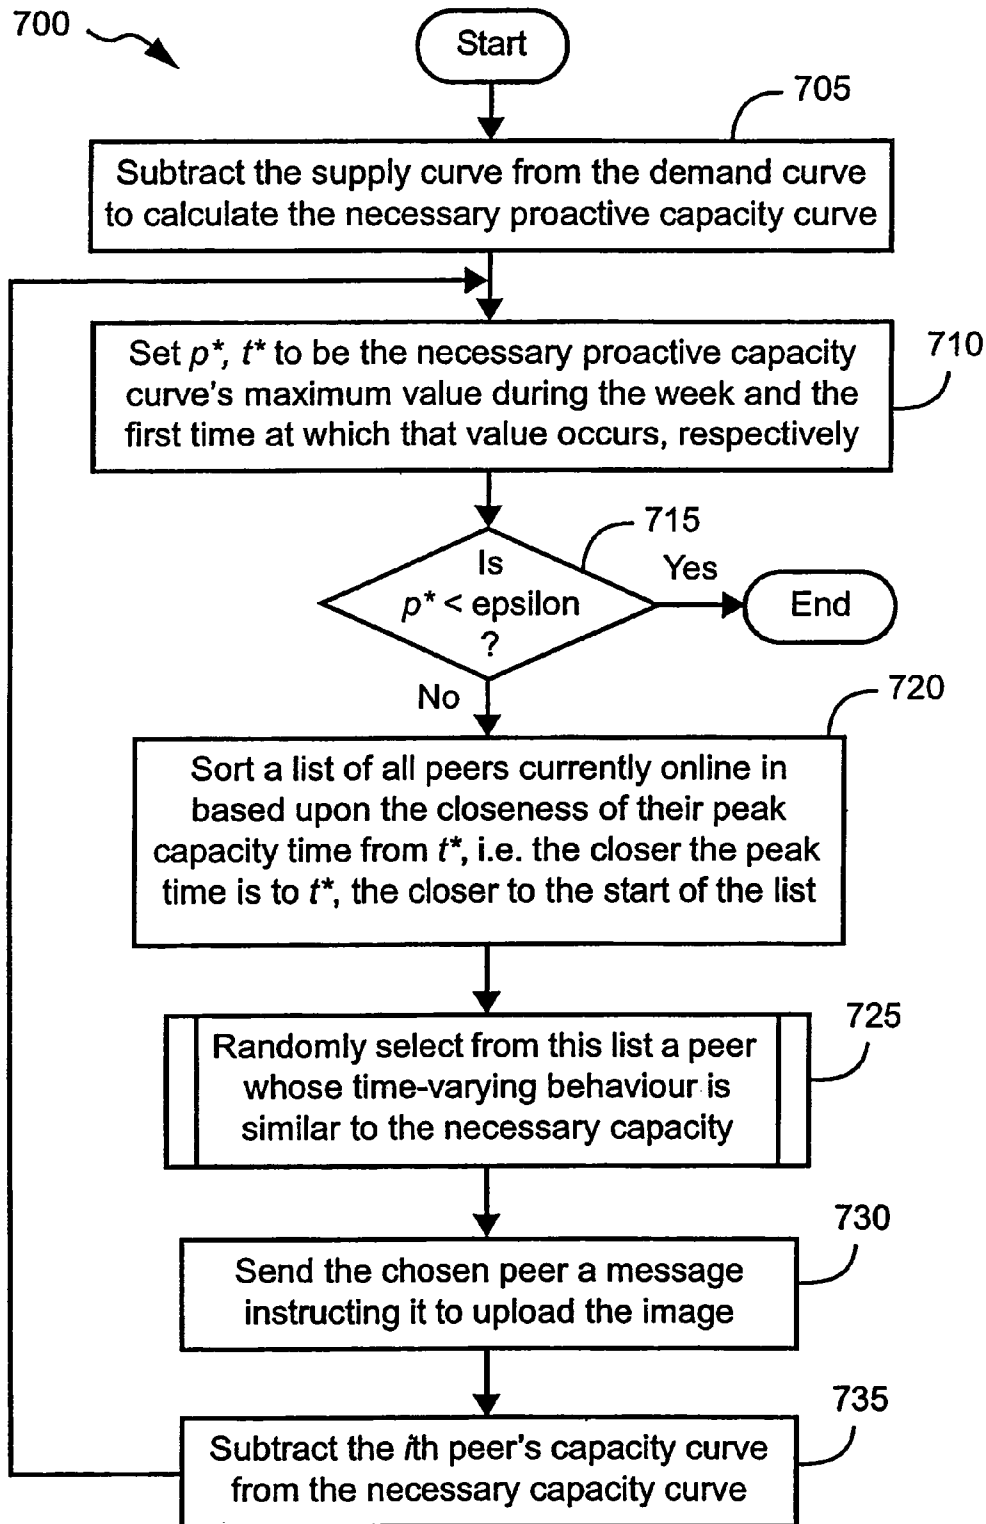 700
Start
705
Subtract the supply curve from the demand curve
to calculate the necessary proactive capacity curve
Set p*, t* to be the necessary proactive capacity
curve's maximum value during the week and the
first time at which that value occurs, respectively
710
715
Is
p* < epsilon
?
Yes
End
No
720
Sort a list of all peers currently online in
based upon the closeness of their peak
capacity time from t*, i.e. the closer the peak
time is to t*, the closer to the start of the list
725
Randomly select from this list a peer
whose time-varying behaviour is
similar to the necessary capacity
730
Send the chosen peer a message
instructing it to upload the image
735
Subtract the ith peer's capacity curve
from the necessary capacity curve